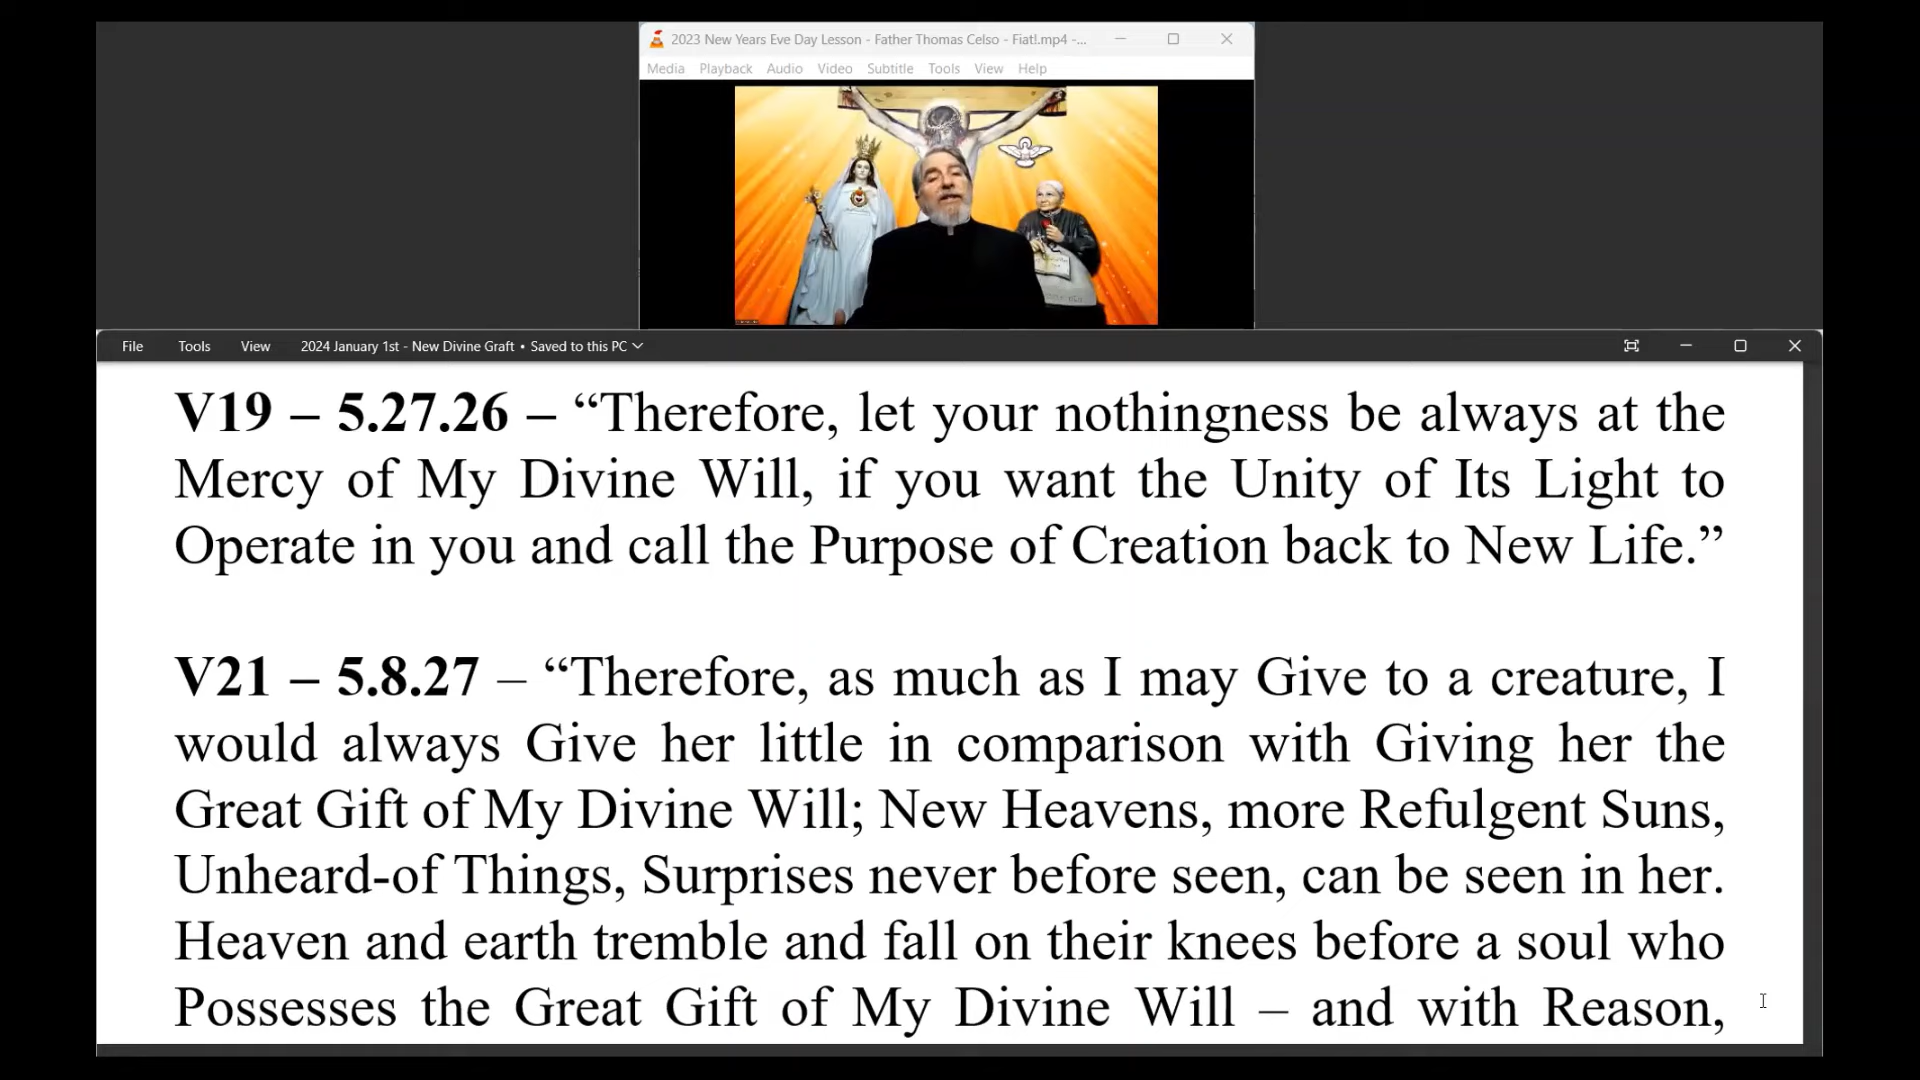 2023 New Years Eve Day Lesson - Father Thomas Celso - Fiat!.mp4 -...
Media Playback Audio Video Subtitle Tools View Help
File Tools View 2024 January 1st - New Divine Graft • Saved to this PC
V19 – 5.27.26 – “Therefore, let your nothingness be always at the
Mercy of My Divine Will, if you want the Unity of Its Light to
Operate in you and call the Purpose of Creation back to New Life.”
V21 – 5.8.27 – “Therefore, as much as I may Give to a creature, I
would always Give her little in comparison with Giving her the
Great Gift of My Divine Will; New Heavens, more Refulgent Suns,
Unheard-of Things, Surprises never before seen, can be seen in her.
Heaven and earth tremble and fall on their knees before a soul who
Possesses the Great Gift of My Divine Will – and with Reason,